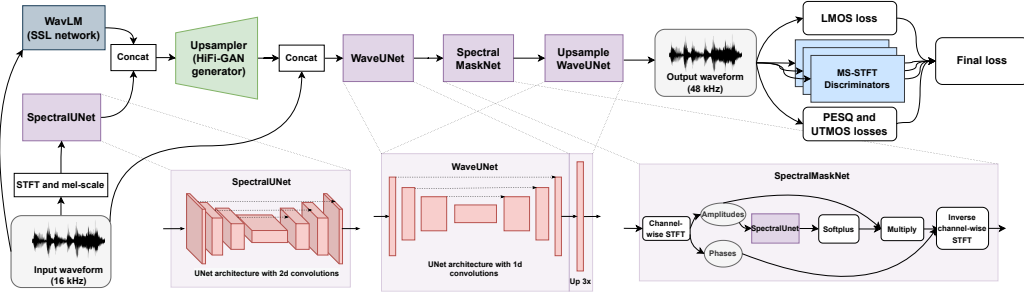 WavLM
(SSL network)
Concat
Upsampler
(HiFi-GAN
generator)
Concat
WaveUNet
Spectral
MaskNet
Upsample
WaveUNet
Output waveform
(48 kHz)
LMOS loss
MS-STFT
Discriminators
PESQ and
UTMOS losses
Final loss
SpectralUNet
STFT and mel-scale
Input waveform
(16 kHz)
SpectralUNet
UNet architecture with 2d convolutions
WaveUNet
UNet architecture with 1d
convolutions
Up 3x
SpectralMaskNet
Channel-
wise STFT
Amplitudes
Phases
SpectralUnet
Softplus
Multiply
Inverse
channel-wise
STFT